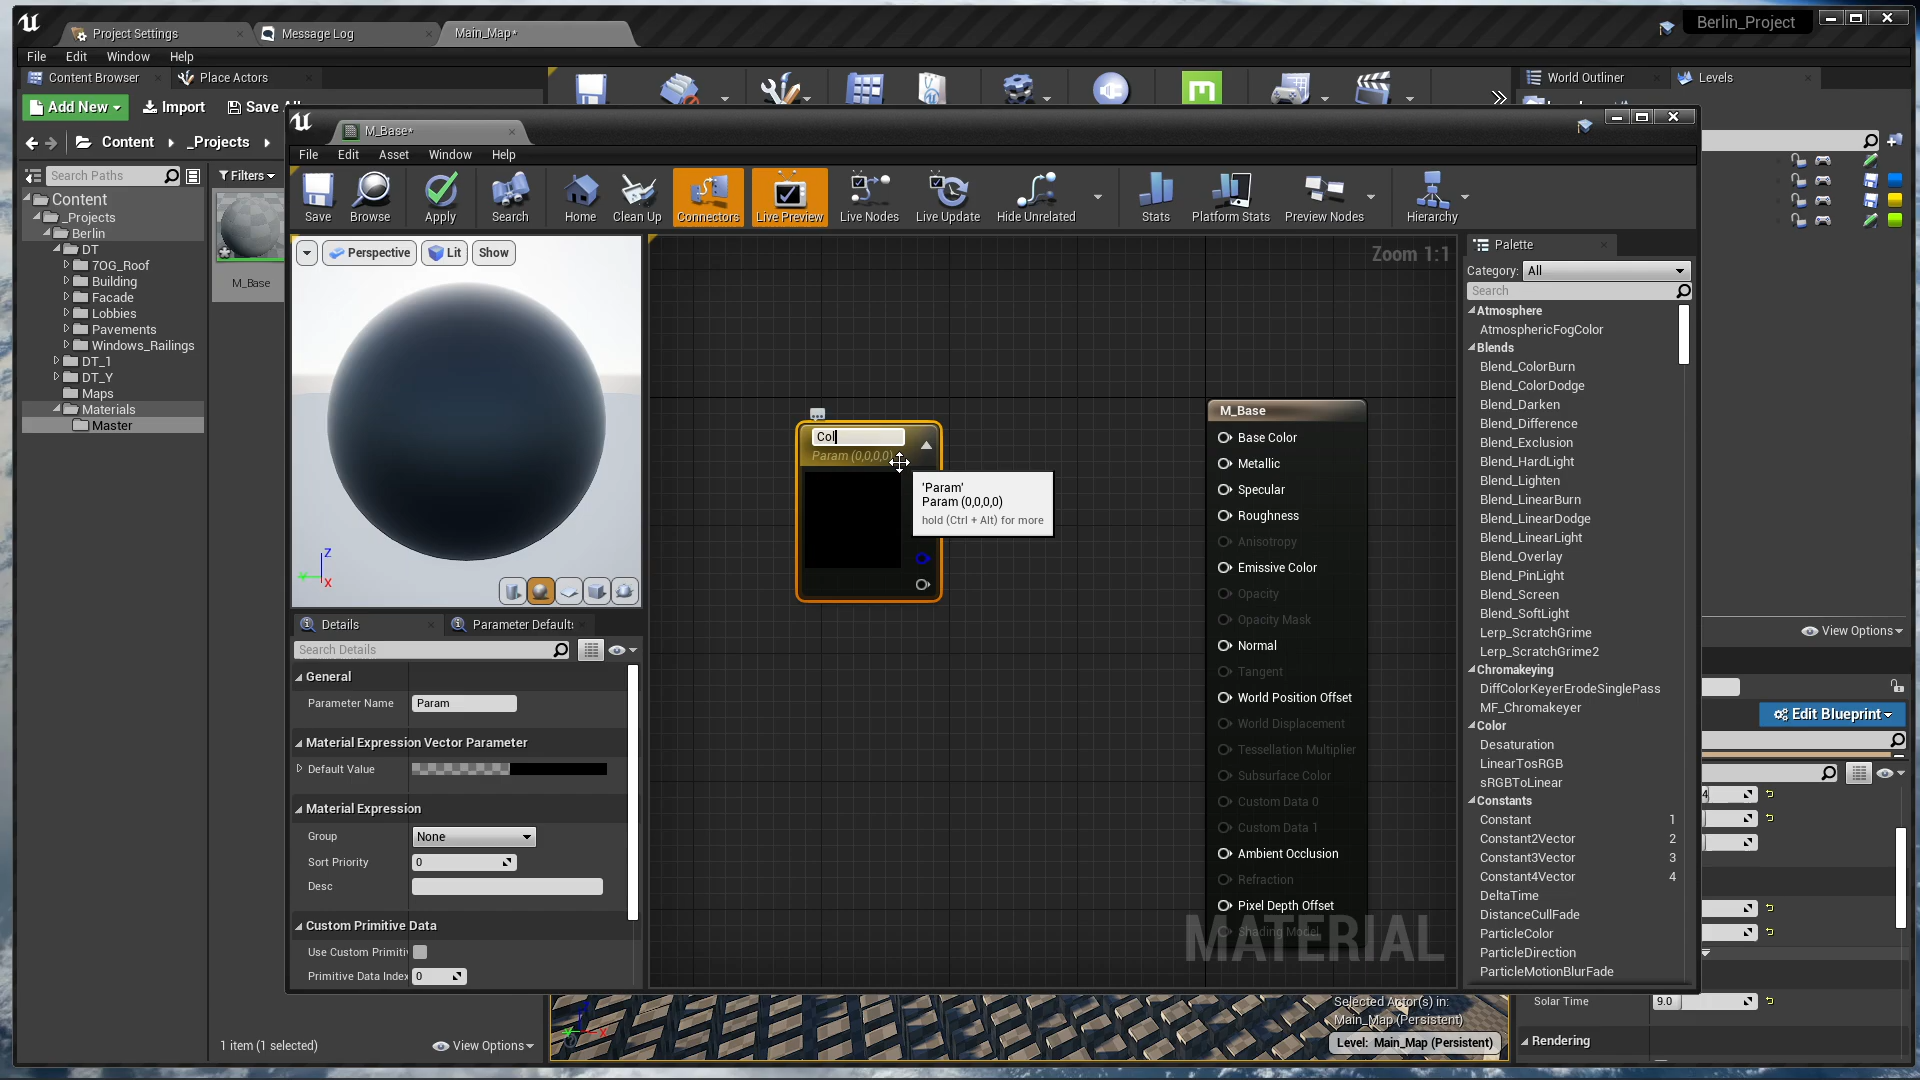 Project Settings
Message Log
Main_Map*
Berlin_Project
File Edit Window Help
Content Browser
Place Actors
World Outliner
Levels
Add New
Import
Save All
Content
_Projects
Search Paths
Filters
Content
_Projects
Berlin
DT
7OG_Roof
Building
Facade
Lobbies
Pavements
Windows_Railings
DT_1
DT_Y
Maps
Materials
Master
M_Base
1 item (1 selected)
View Options
M_Base*
File Edit Asset Window Help
Save
Browse
Apply
Search
Home
Clean Up
Connectors
Live Preview
Live Nodes
Live Update
Hide Unrelated
Stats
Platform Stats
Preview Nodes
Hierarchy
Perspective
Lit
Show
Z
Y
X
Details
Parameter Defaults
Search Details
General
Parameter Name Param
Material Expression Vector Parameter
Default Value
Material Expression
Group None
Sort Priority 0
Desc
Custom Primitive Data
Use Custom Primiti
Primitive Data Index 0
Zoom 1:1
Col
Param (0,0,0,0)
'Param'
Param (0,0,0,0)
hold (Ctrl + Alt) for more
M_Base
Base Color
Metallic
Specular
Roughness
Anisotropy
Emissive Color
Opacity
Opacity Mask
Normal
Tangent
World Position Offset
World Displacement
Tessellation Multiplier
Subsurface Color
Custom Data 0
Custom Data 1
Ambient Occlusion
Refraction
Pixel Depth Offset
Shading Model
MATERIAL
Palette
Category: All
Search
Atmosphere
AtmosphericFogColor
Blends
Blend_ColorBurn
Blend_ColorDodge
Blend_Darken
Blend_Difference
Blend_Exclusion
Blend_HardLight
Blend_Lighten
Blend_LinearBurn
Blend_LinearDodge
Blend_LinearLight
Blend_Overlay
Blend_PinLight
Blend_Screen
Blend_SoftLight
Lerp_ScratchGrime
Lerp_ScratchGrime2
Chromakeying
DiffColorKeyerErodeSinglePass
MF_Chromakeyer
Color
Desaturation
LinearTosRGB
sRGBToLinear
Constants
Constant 1
Constant2Vector 2
Constant3Vector 3
Constant4Vector 4
DeltaTime
DistanceCullFade
ParticleColor
ParticleDirection
ParticleMotionBlurFade
View Options
Edit Blueprint
Solar Time 9.0
Rendering
Selected Actor(s) in:
Main_Map (Persistent)
Level: Main_Map (Persistent)